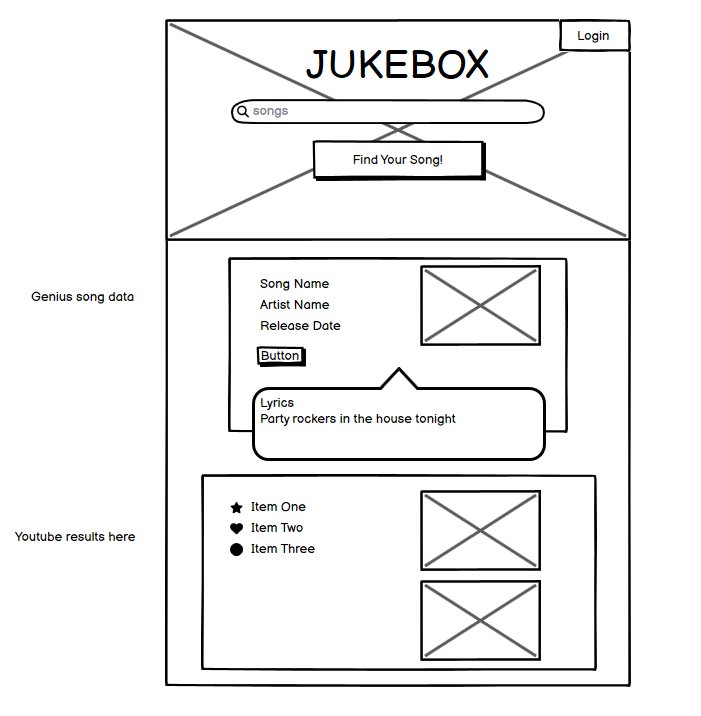 Login
JUKEBOX
songs
Find Your Song!
Genius song data
Song Name
Artist Name
Release Date
Button
Lyrics
Party rockers in the house tonight
Youtube results here
Item One
Item Two
Item Three